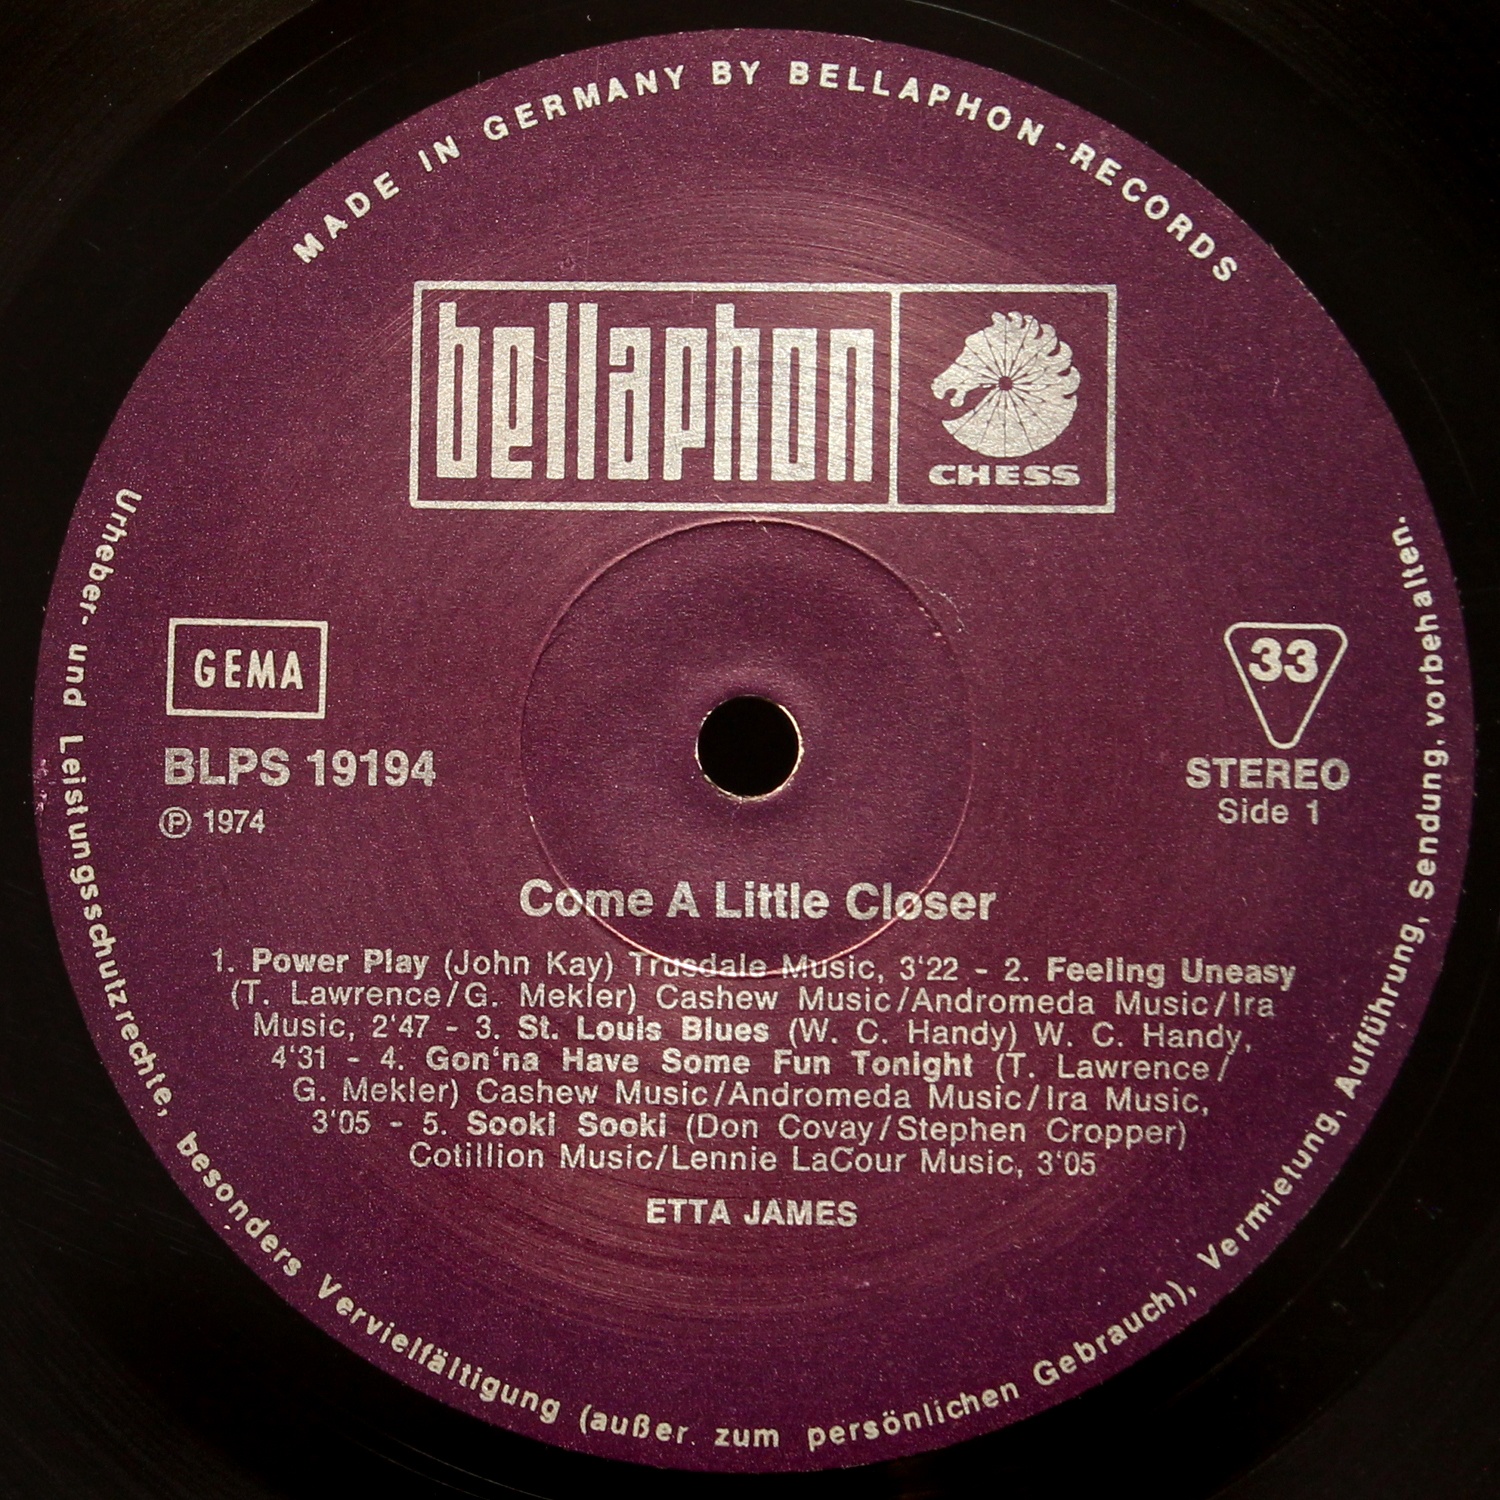 MADE IN GERMANY BY BELLAPHON-RECORDS
bellaphon
CHESS
GEMA
BLPS 19194
Ⓟ 1974
33
STEREO
Side 1
Come A Little Closer
1. Power Play (John Kay) Trusdale Music, 3‘22 - 2. Feeling Uneasy
(T. Lawrence/G. Mekler) Cashew Music/Andromeda Music/Ira
Music, 2‘47 - 3. St. Louis Blues (W. C. Handy) W. C. Handy,
4‘31 - 4. Gon‘na Have Some Fun Tonight (T. Lawrence/
G. Mekler) Cashew Music/Andromeda Music/Ira Music,
3‘05 - 5. Sooki Sooki (Don Covay/Stephen Cropper)
Cotillion Music/Lennie LaCour Music, 3‘05
ETTA JAMES
Urheber- und Leistungsschutzrechte, besonders Vervielfältigung (außer zum persönlichen Gebrauch), Vermietung, Aufführung, Sendung, vorbehalten.